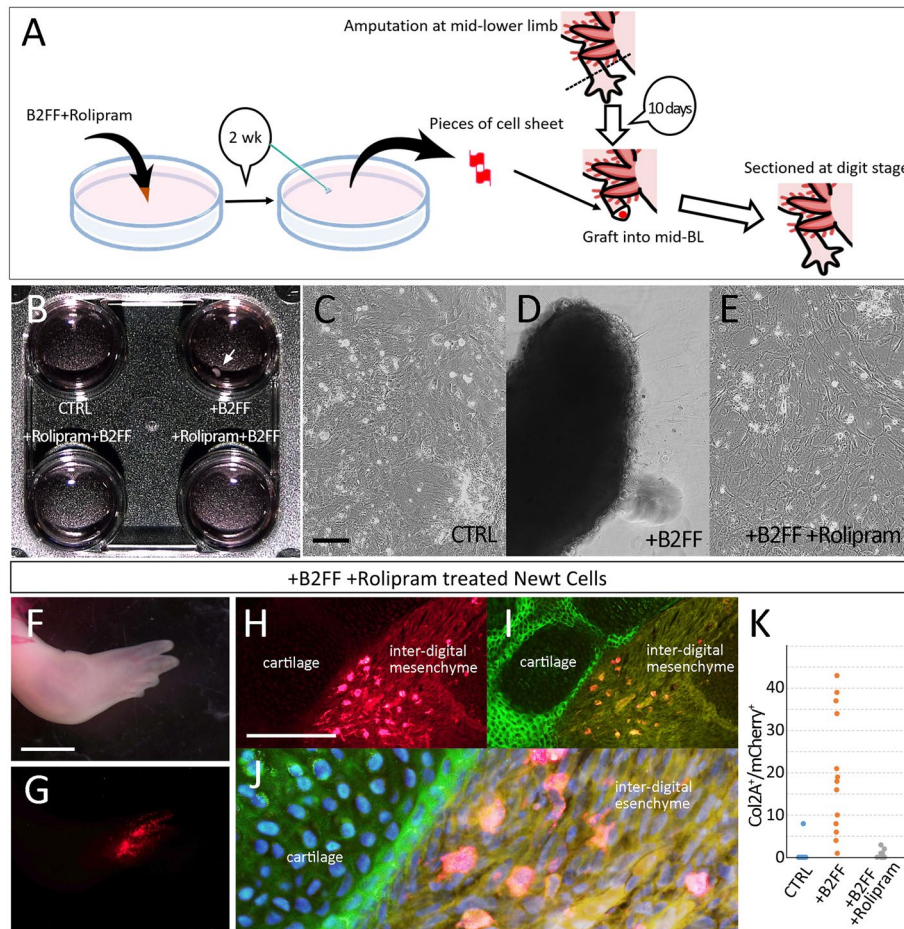 A
Amputation at mid-lower limb
B2FF+Rolipram
2 wk
Pieces of cell sheet
10 days
Sectioned at digit stage
Graft into mid-BL
B
CTRL
+B2FF
+Rolipram+B2FF
+Rolipram+B2FF
C
CTRL
D
+B2FF
E
+B2FF +Rolipram
+B2FF +Rolipram treated Newt Cells
F
G
H
cartilage
inter-digital
mesenchyme
I
cartilage
inter-digital
mesenchyme
J
cartilage
inter-digital
esenchyme
K
Col2A⁺/mCherry⁺
40
30
20
10
0
CTRL
+B2FF
+B2FF
+Rolipram